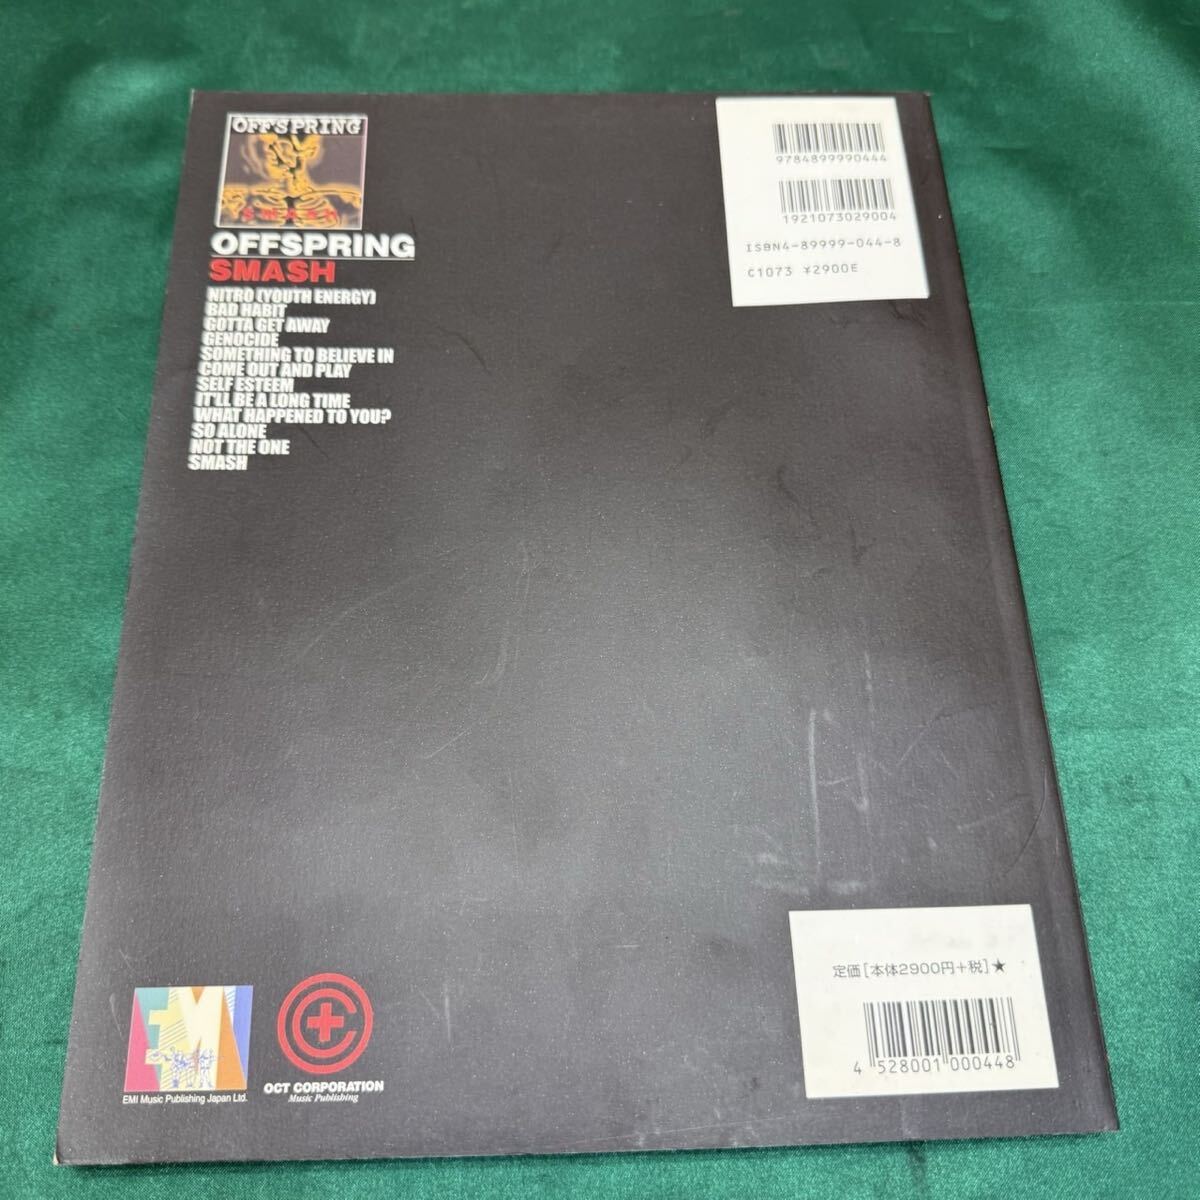 OFFSPRING
SMASH
OFFSPRING
SMASH
NITRO (YOUTH ENERGY)
BAD HABIT
GOTTA GET AWAY
GENOCIDE
SOMETHING TO BELIEVE IN
COME OUT AND PLAY
SELF ESTEEM
IT'LL BE A LONG TIME
WHAT HAPPENED TO YOU?
SO ALONE
NOT THE ONE
SMASH
9784899990444
1921073029004
ISBN4-89999-044-8
C1073 ¥2900E
EMI
EMI Music Publishing Japan Ltd.
OCT CORPORATION
Music Publishing
定価[本体2900円+税]★
4 528001 000448